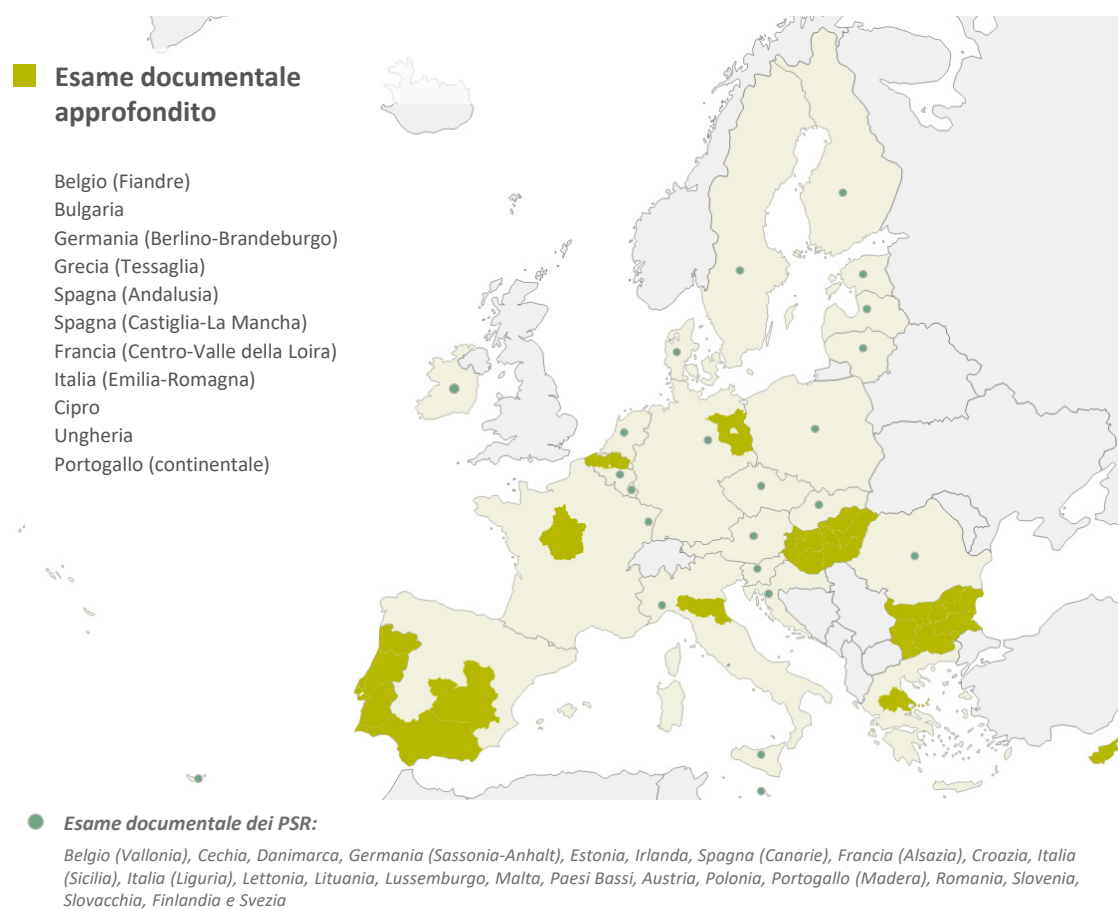 Esame documentale
approfondito
Belgio (Fiandre)
Bulgaria
Germania (Berlino-Brandeburgo)
Grecia (Tessaglia)
Spagna (Andalusia)
Spagna (Castiglia-La Mancha)
Francia (Centro-Valle della Loira)
Italia (Emilia-Romagna)
Cipro
Ungheria
Portogallo (continentale)
Esame documentale dei PSR:
Belgio (Vallonia), Cechia, Danimarca, Germania (Sassonia-Anhalt), Estonia, Irlanda, Spagna (Canarie), Francia (Alsazia), Croazia, Italia
(Sicilia), Italia (Liguria), Lettonia, Lituania, Lussemburgo, Malta, Paesi Bassi, Austria, Polonia, Portogallo (Madera), Romania, Slovenia,
Slovacchia, Finlandia e Svezia